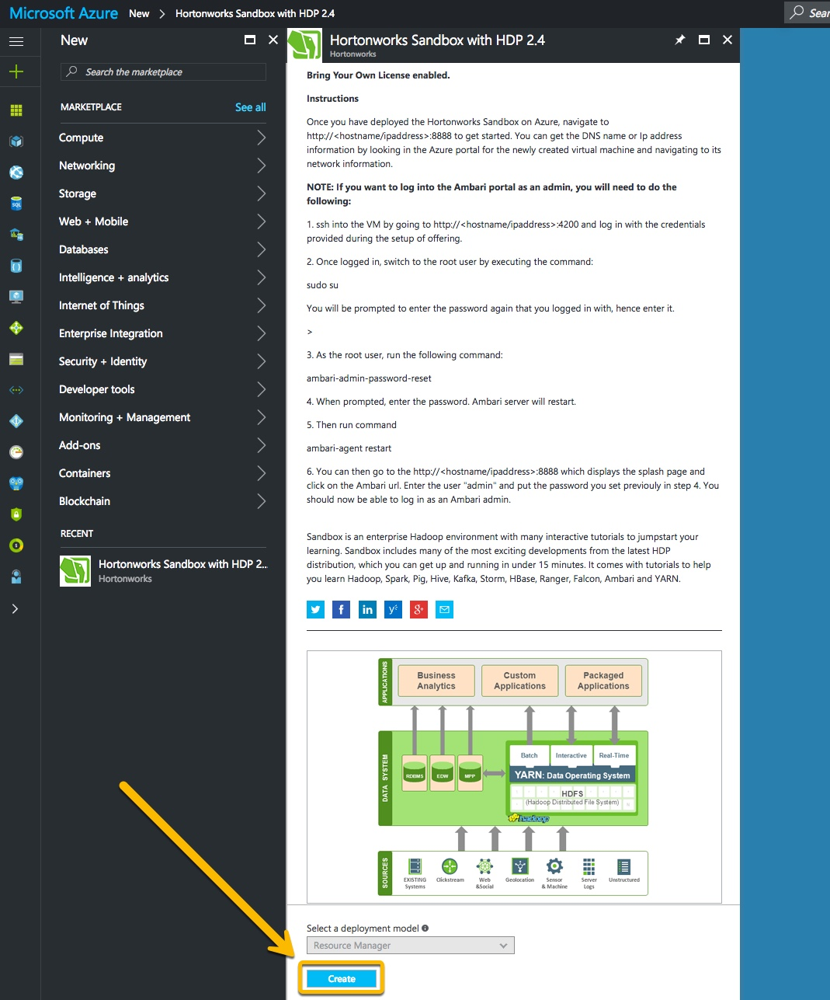 Microsoft Azure New > Hortonworks Sandbox with HDP 2.4
Sear
New
Search the marketplace
MARKETPLACE See all
Compute
Networking
Storage
Web + Mobile
Databases
Intelligence + analytics
Internet of Things
Enterprise Integration
Security + Identity
Developer tools
Monitoring + Management
Add-ons
Containers
Blockchain
RECENT
Hortonworks Sandbox with HDP 2...
Hortonworks
Hortonworks Sandbox with HDP 2.4
Hortonworks
Bring Your Own License enabled.
Instructions
Once you have deployed the Hortonworks Sandbox on Azure, navigate to
http://<hostname/ipaddress>:8888 to get started. You can get the DNS name or Ip address
information by looking in the Azure portal for the newly created virtual machine and navigating to its
network information.
NOTE: If you want to log into the Ambari portal as an admin, you will need to do the
following:
1. ssh into the VM by going to http://<hostname/ipaddress>:4200 and log in with the credentials
provided during the setup of offering.
2. Once logged in, switch to the root user by executing the command:
sudo su
You will be prompted to enter the password again that you logged in with, hence enter it.
>
3. As the root user, run the following command:
ambari-admin-password-reset
4. When prompted, enter the password. Ambari server will restart.
5. Then run command
ambari-agent restart
6. You can then go to the http://<hostname/ipaddress>:8888 which displays the splash page and
click on the Ambari url. Enter the user "admin" and put the password you set previouly in step 4. You
should now be able to log in as an Ambari admin.
Sandbox is an enterprise Hadoop environment with many interactive tutorials to jumpstart your
learning. Sandbox includes many of the most exciting developments from the latest HDP
distribution, which you can get up and running in under 15 minutes. It comes with tutorials to help
you learn Hadoop, Spark, Pig, Hive, Kafka, Storm, HBase, Ranger, Falcon, Ambari and YARN.
APPLICATIONS
Business
Analytics
Custom
Applications
Packaged
Applications
DATA SYSTEM
RDBMS
EDW
MPP
Batch
Interactive
Real-Time
YARN: Data Operating System
HDFS
(Hadoop Distributed File System)
hadoop
SOURCES
EXISTING
Systems
Clickstream
Web
&Social
Geolocation
Sensor
& Machine
Server
Logs
Unstructured
Select a deployment model
Resource Manager
Create